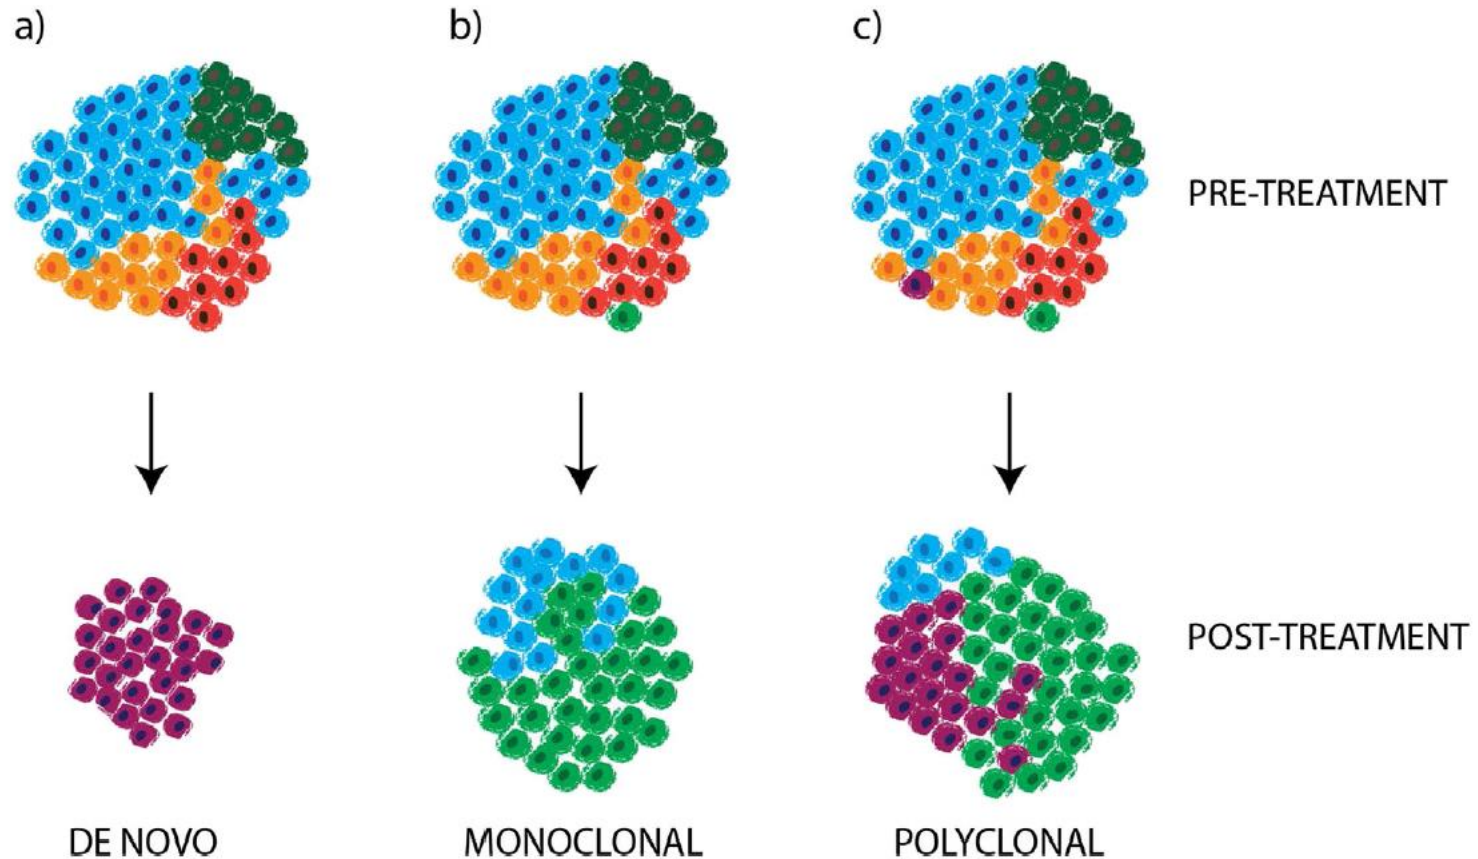 a)
b)
c)
PRE-TREATMENT
POST-TREATMENT
DE NOVO
MONOCLONAL
POLYCLONAL